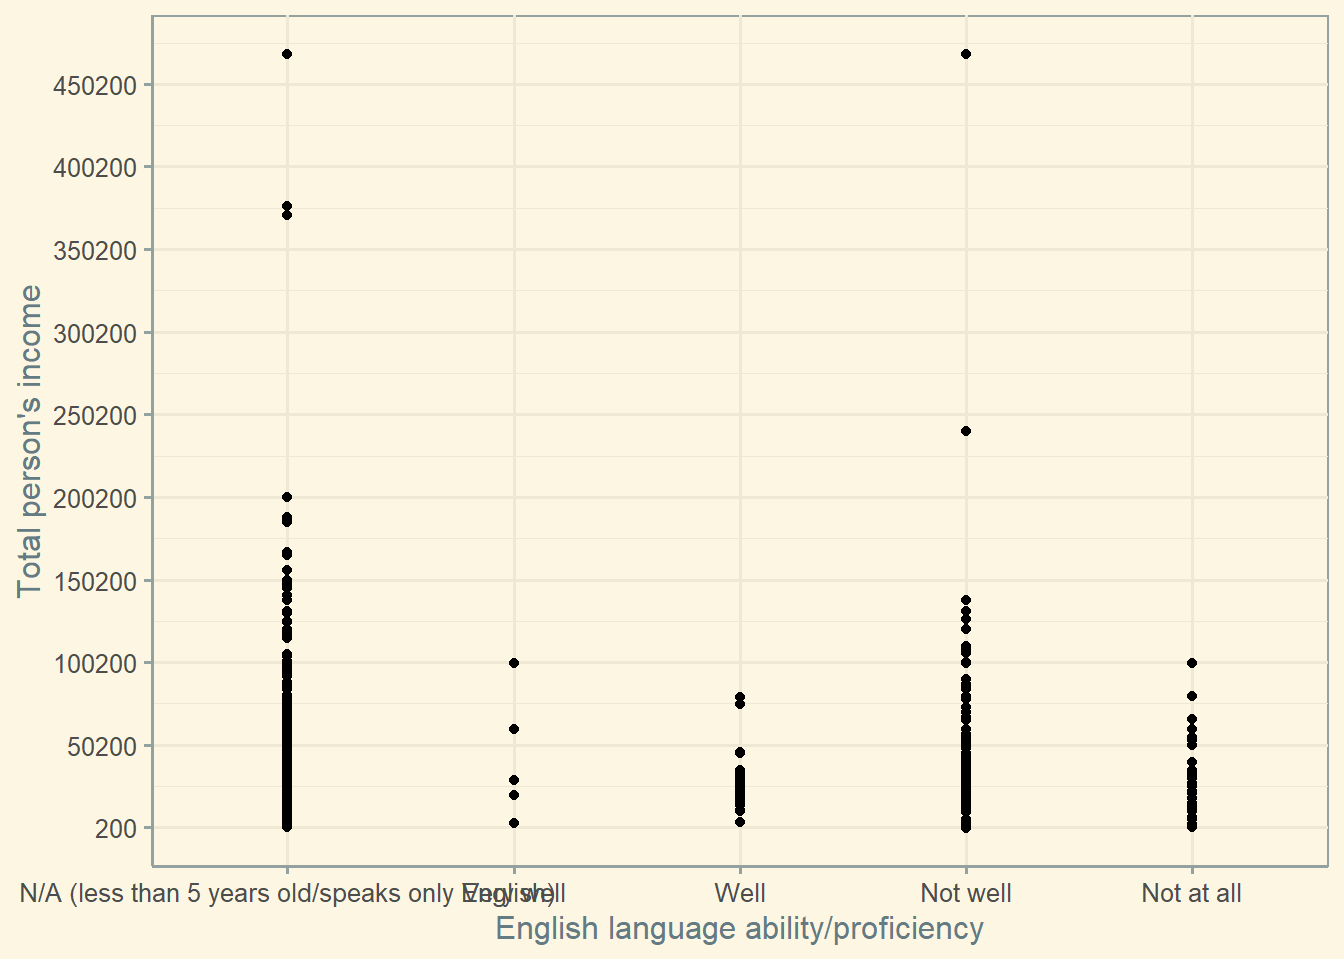 Total person's income
450200
400200
350200
300200
250200
200200
150200
100200
50200
200
N/A (less than 5 years old/speaks only English)
Very well
Well
Not well
Not at all
English language ability/proficiency